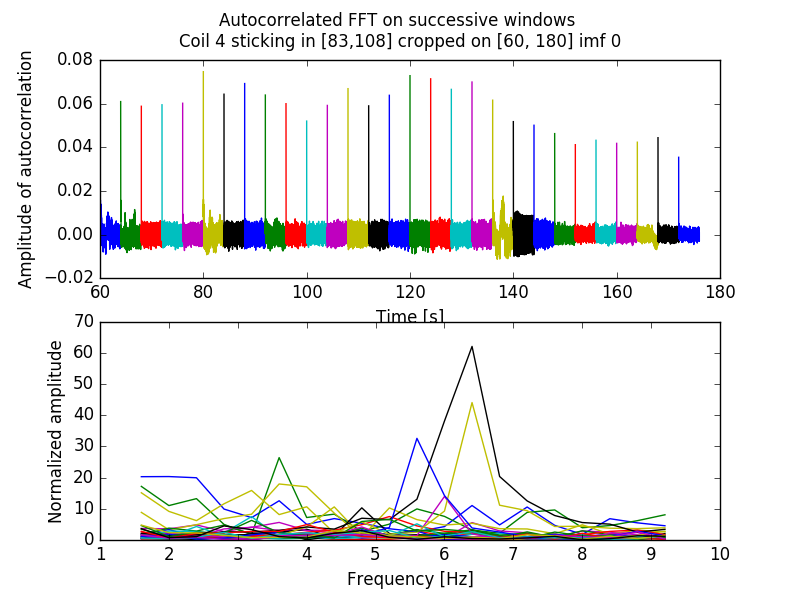 Autocorrelated FFT on successive windows
Coil 4 sticking in [83,108] cropped on [60, 180] imf 0
Amplitude of autocorrelation
0.08
0.06
0.04
0.02
0.00
−0.02
60 80 100 120 140 160 180
Time [s]
Normalized amplitude
70
60
50
40
30
20
10
0
1 2 3 4 5 6 7 8 9 10
Frequency [Hz]